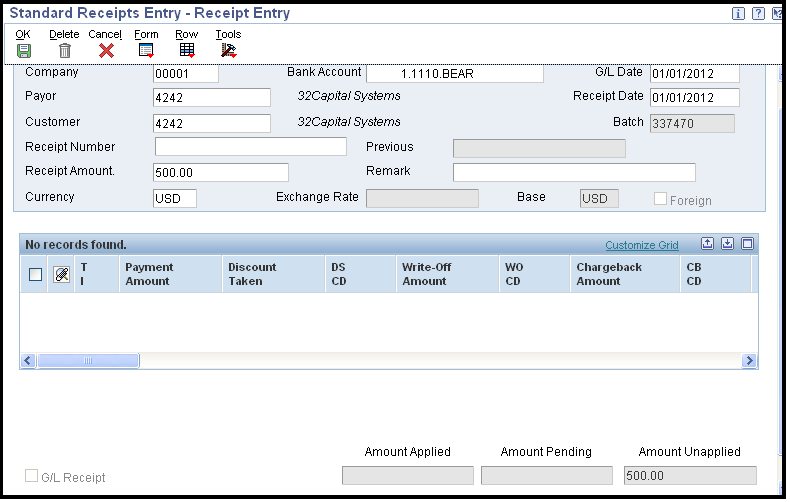 Standard Receipts Entry - Receipt Entry
OK Delete Cancel Form Row Tools
Company 00001 Bank Account 1.1110.BEAR G/L Date 01/01/2012
Payor 4242 32Capital Systems Receipt Date 01/01/2012
Customer 4242 32Capital Systems Batch 337470
Receipt Number Previous
Receipt Amount. 500.00 Remark
Currency USD Exchange Rate Base USD Foreign
No records found. Customize Grid
T Payment Discount DS Write-Off WO Chargeback CB
I Amount Taken CD Amount CD Amount CD
Amount Applied Amount Pending Amount Unapplied
G/L Receipt 500.00